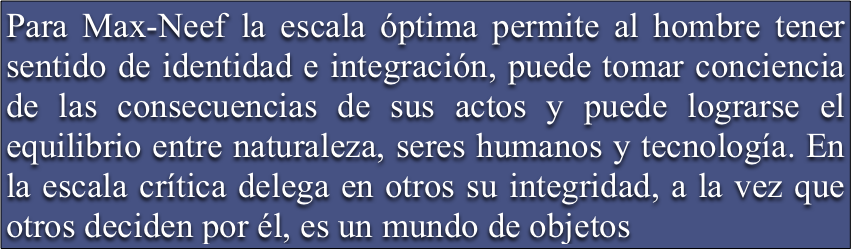 Para Max-Neef la escala óptima permite al hombre tener
sentido de identidad e integración, puede tomar conciencia
de las consecuencias de sus actos y puede lograrse el
equilibrio entre naturaleza, seres humanos y tecnología. En
la escala crítica delega en otros su integridad, a la vez que
otros deciden por él, es un mundo de objetos